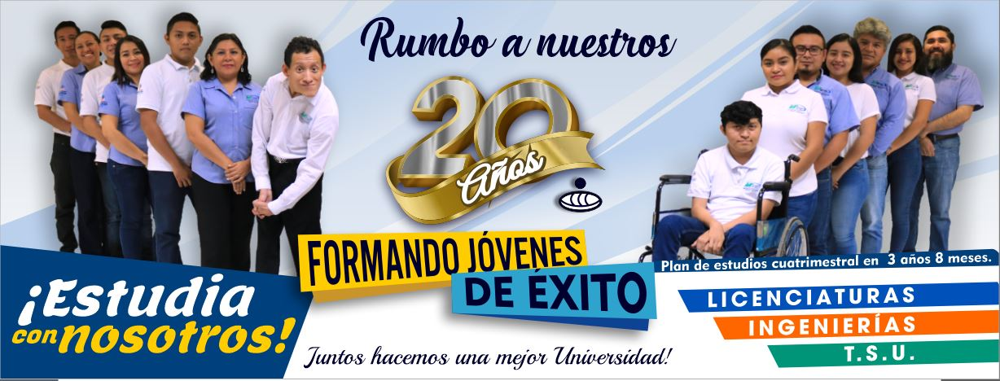 Rumbo a nuestros
20
Años
FORMANDO JÓVENES
DE ÉXITO
Juntos hacemos una mejor Universidad!
¡Estudia
con nosotros!
Plan de estudios cuatrimestral en 3 años 8 meses.
LICENCIATURAS
INGENIERÍAS
T.S.U.